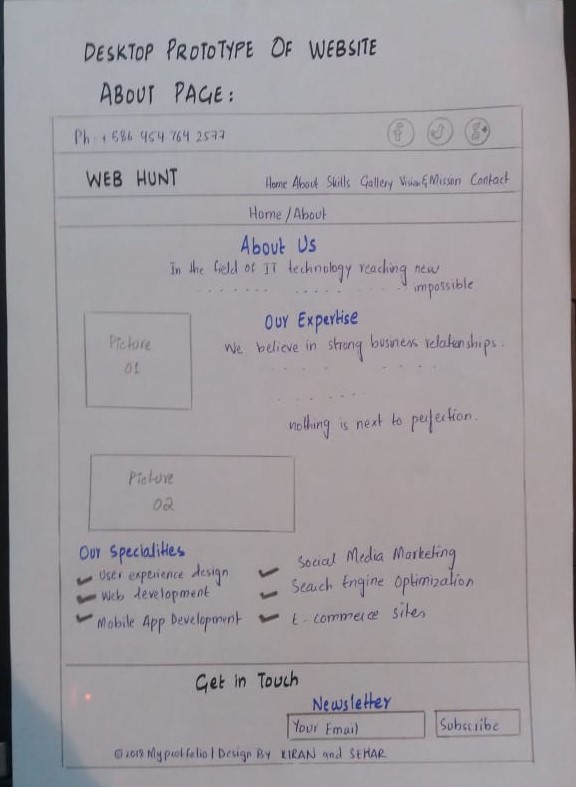 DESKTOP PROTOTYPE OF WEBSITE
ABOUT PAGE:
Ph: +586 454 764 2577
WEB HUNT
Home About Skills Gallery Vision&Misson Contact
Home/About
About Us
In the field of IT technology reaching new
impossible
Our Expertise
We believe in strong business relationships.
nothing is next to perfection.
Picture
01
Picture
02
Our Specialities
User experience design
Web development
Mobile App Development
Social Media Marketing
Seach Engine Optimization
E-commerce sites
Get in Touch
Newsletter
Your Email
Subscribe
©2018 Myportfolio | Design By KIRAN and SEHAR